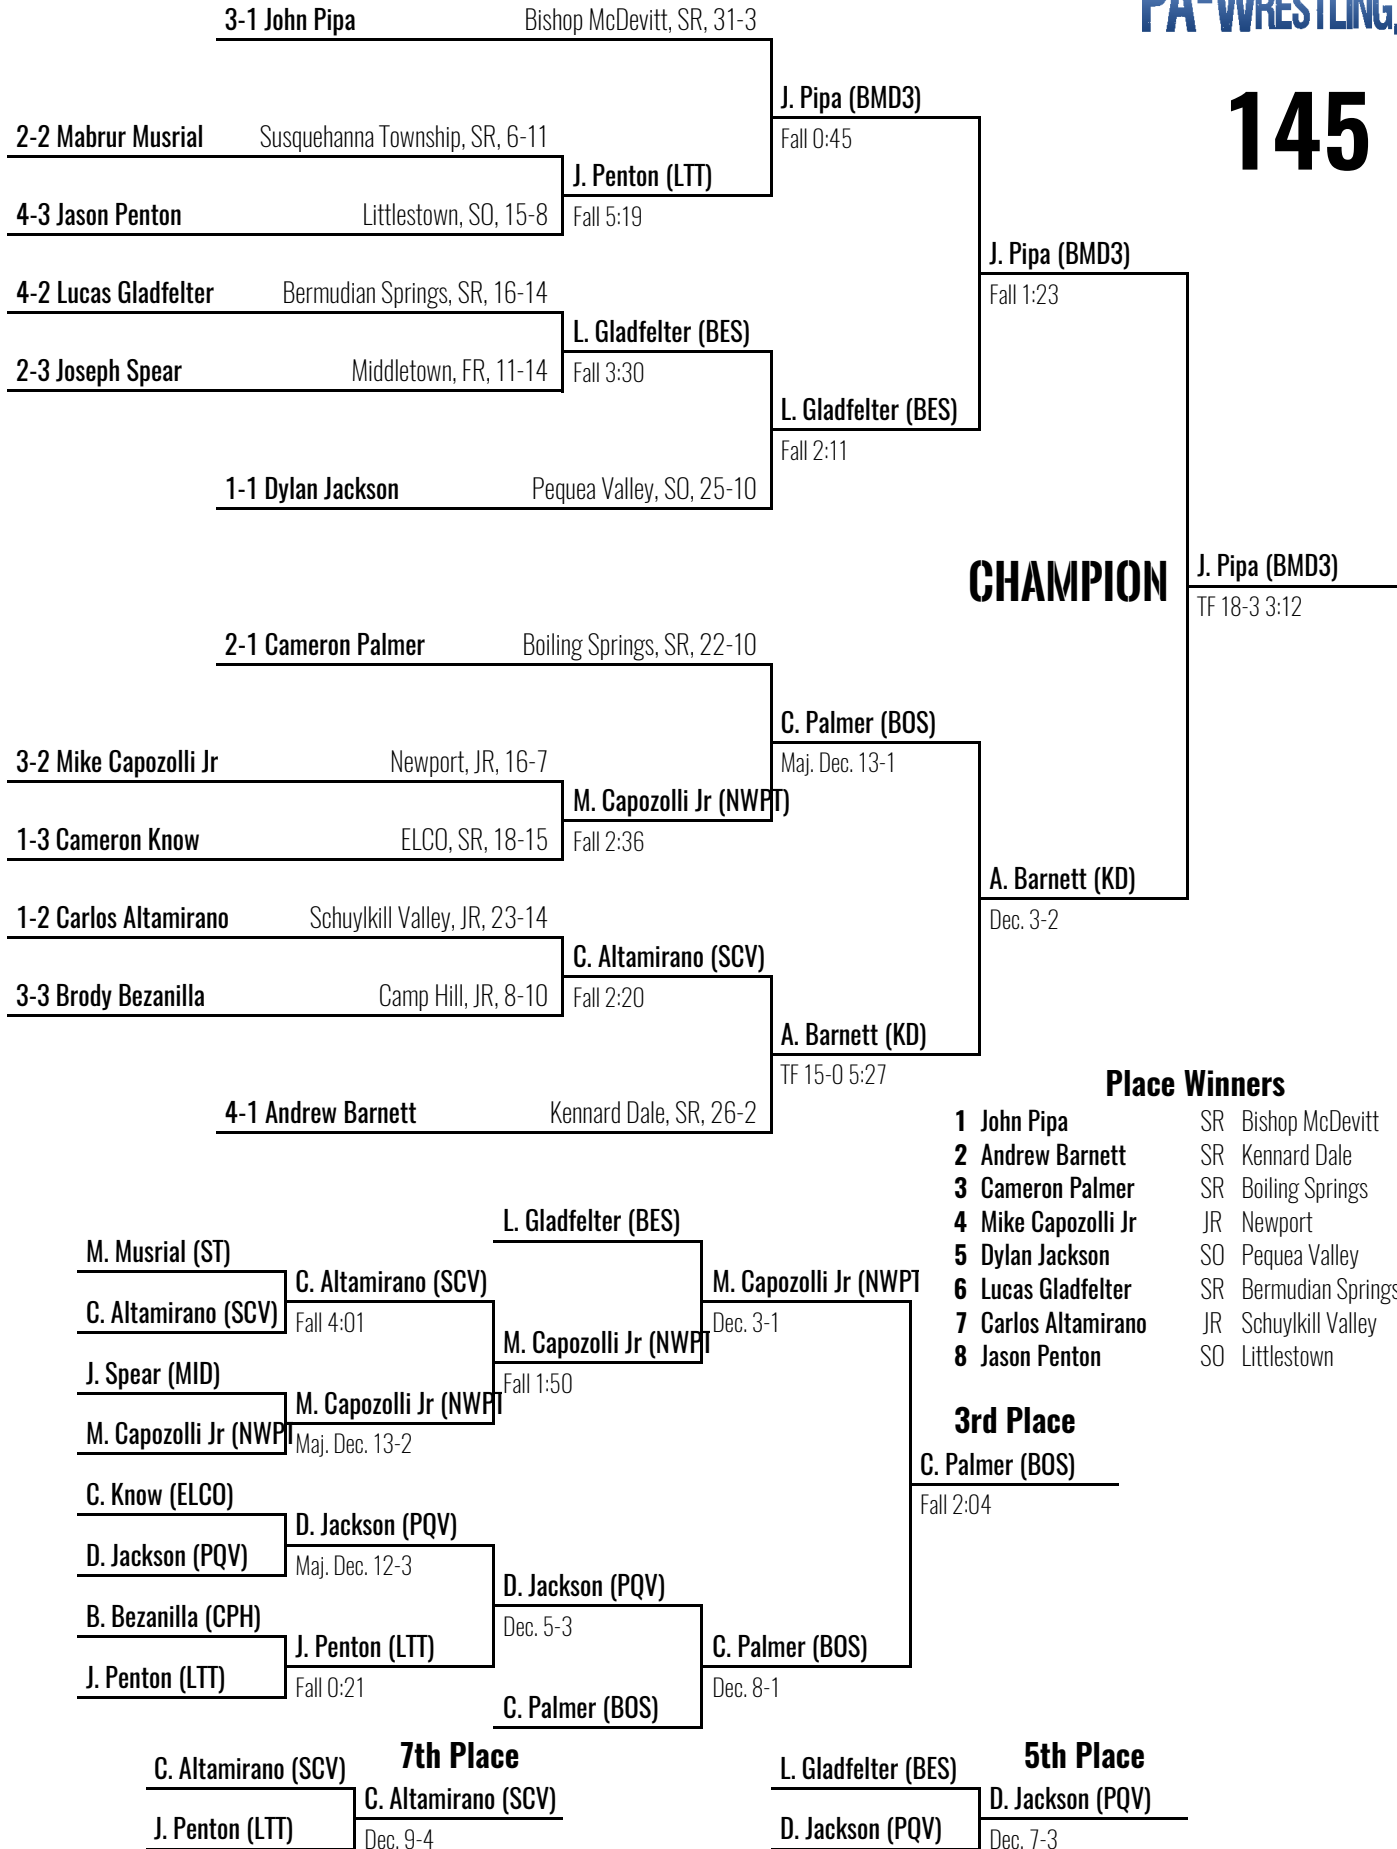 PA-WRESTLING.
145
3-1 John Pipa Bishop McDevitt, SR, 31-3
J. Pipa (BMD3)
Fall 0:45
2-2 Mabrur Musrial Susquehanna Township, SR, 6-11
J. Penton (LTT)
Fall 5:19
4-3 Jason Penton Littlestown, SO, 15-8
J. Pipa (BMD3)
Fall 1:23
4-2 Lucas Gladfelter Bermudian Springs, SR, 16-14
L. Gladfelter (BES)
Fall 3:30
2-3 Joseph Spear Middletown, FR, 11-14
L. Gladfelter (BES)
Fall 2:11
1-1 Dylan Jackson Pequea Valley, SO, 25-10
CHAMPION
J. Pipa (BMD3)
TF 18-3 3:12
2-1 Cameron Palmer Boiling Springs, SR, 22-10
C. Palmer (BOS)
Maj. Dec. 13-1
3-2 Mike Capozolli Jr Newport, JR, 16-7
M. Capozolli Jr (NWPT)
Fall 2:36
1-3 Cameron Know ELCO, SR, 18-15
A. Barnett (KD)
Dec. 3-2
1-2 Carlos Altamirano Schuylkill Valley, JR, 23-14
C. Altamirano (SCV)
Fall 2:20
3-3 Brody Bezanilla Camp Hill, JR, 8-10
A. Barnett (KD)
TF 15-0 5:27
4-1 Andrew Barnett Kennard Dale, SR, 26-2
Place Winners
1 John Pipa SR Bishop McDevitt
2 Andrew Barnett SR Kennard Dale
3 Cameron Palmer SR Boiling Springs
4 Mike Capozolli Jr JR Newport
5 Dylan Jackson SO Pequea Valley
6 Lucas Gladfelter SR Bermudian Springs
7 Carlos Altamirano JR Schuylkill Valley
8 Jason Penton SO Littlestown
L. Gladfelter (BES)
M. Musrial (ST)
C. Altamirano (SCV)
Fall 4:01
C. Altamirano (SCV)
M. Capozolli Jr (NWPT
Dec. 3-1
M. Capozolli Jr (NWPT
Fall 1:50
J. Spear (MID)
M. Capozolli Jr (NWPT
Maj. Dec. 13-2
M. Capozolli Jr (NWPT
3rd Place
C. Palmer (BOS)
Fall 2:04
C. Know (ELCO)
D. Jackson (PQV)
Maj. Dec. 12-3
D. Jackson (PQV)
D. Jackson (PQV)
Dec. 5-3
B. Bezanilla (CPH)
J. Penton (LTT)
Fall 0:21
J. Penton (LTT)
C. Palmer (BOS)
Dec. 8-1
C. Palmer (BOS)
7th Place
C. Altamirano (SCV)
C. Altamirano (SCV)
J. Penton (LTT)
Dec. 9-4
5th Place
L. Gladfelter (BES)
D. Jackson (PQV)
D. Jackson (PQV)
Dec. 7-3